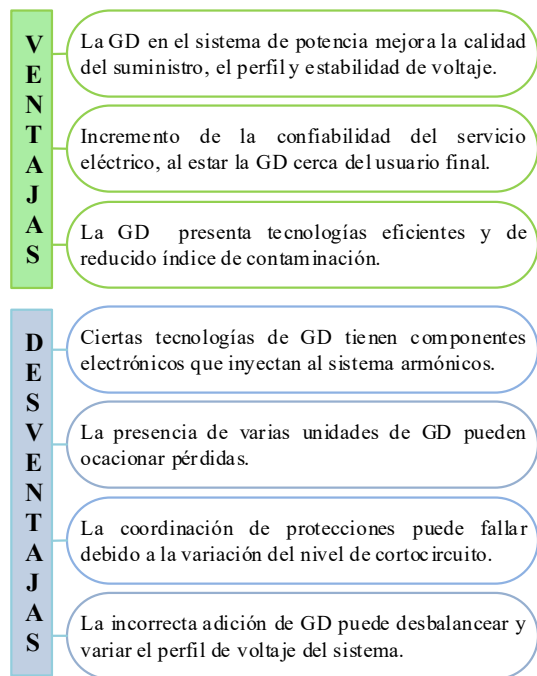 VENTAJAS
La GD en el sistema de potencia mejora la calidad
del suministro, el perfil y estabilidad de voltaje.
Incremento de la confiabilidad del servicio
eléctrico, al estar la GD cerca del usuario final.
La GD presenta tecnologías eficientes y de
reducido índice de contaminación.
DESVENTAJAS
Ciertas tecnologías de GD tienen componentes
electrónicos que inyectan al sistema armónicos.
La presencia de varias unidades de GD pueden
ocacionar pérdidas.
La coordinación de protecciones puede fallar
debido a la variación del nivel de cortocircuito.
La incorrecta adición de GD puede desbalancear y
variar el perfil de voltaje del sistema.